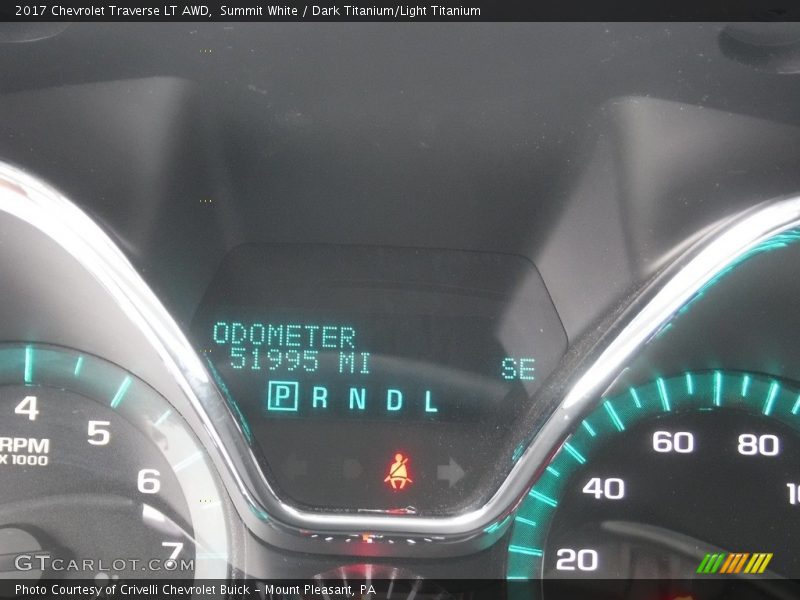 2017 Chevrolet Traverse LT AWD, Summit White / Dark Titanium/Light Titanium
ODOMETER
51995 MI
SE
P R N D L
4
5
6
7
RPM
X 1000
20
40
60
80
GTCARLOT.COM
Photo Courtesy of Crivelli Chevrolet Buick - Mount Pleasant, PA